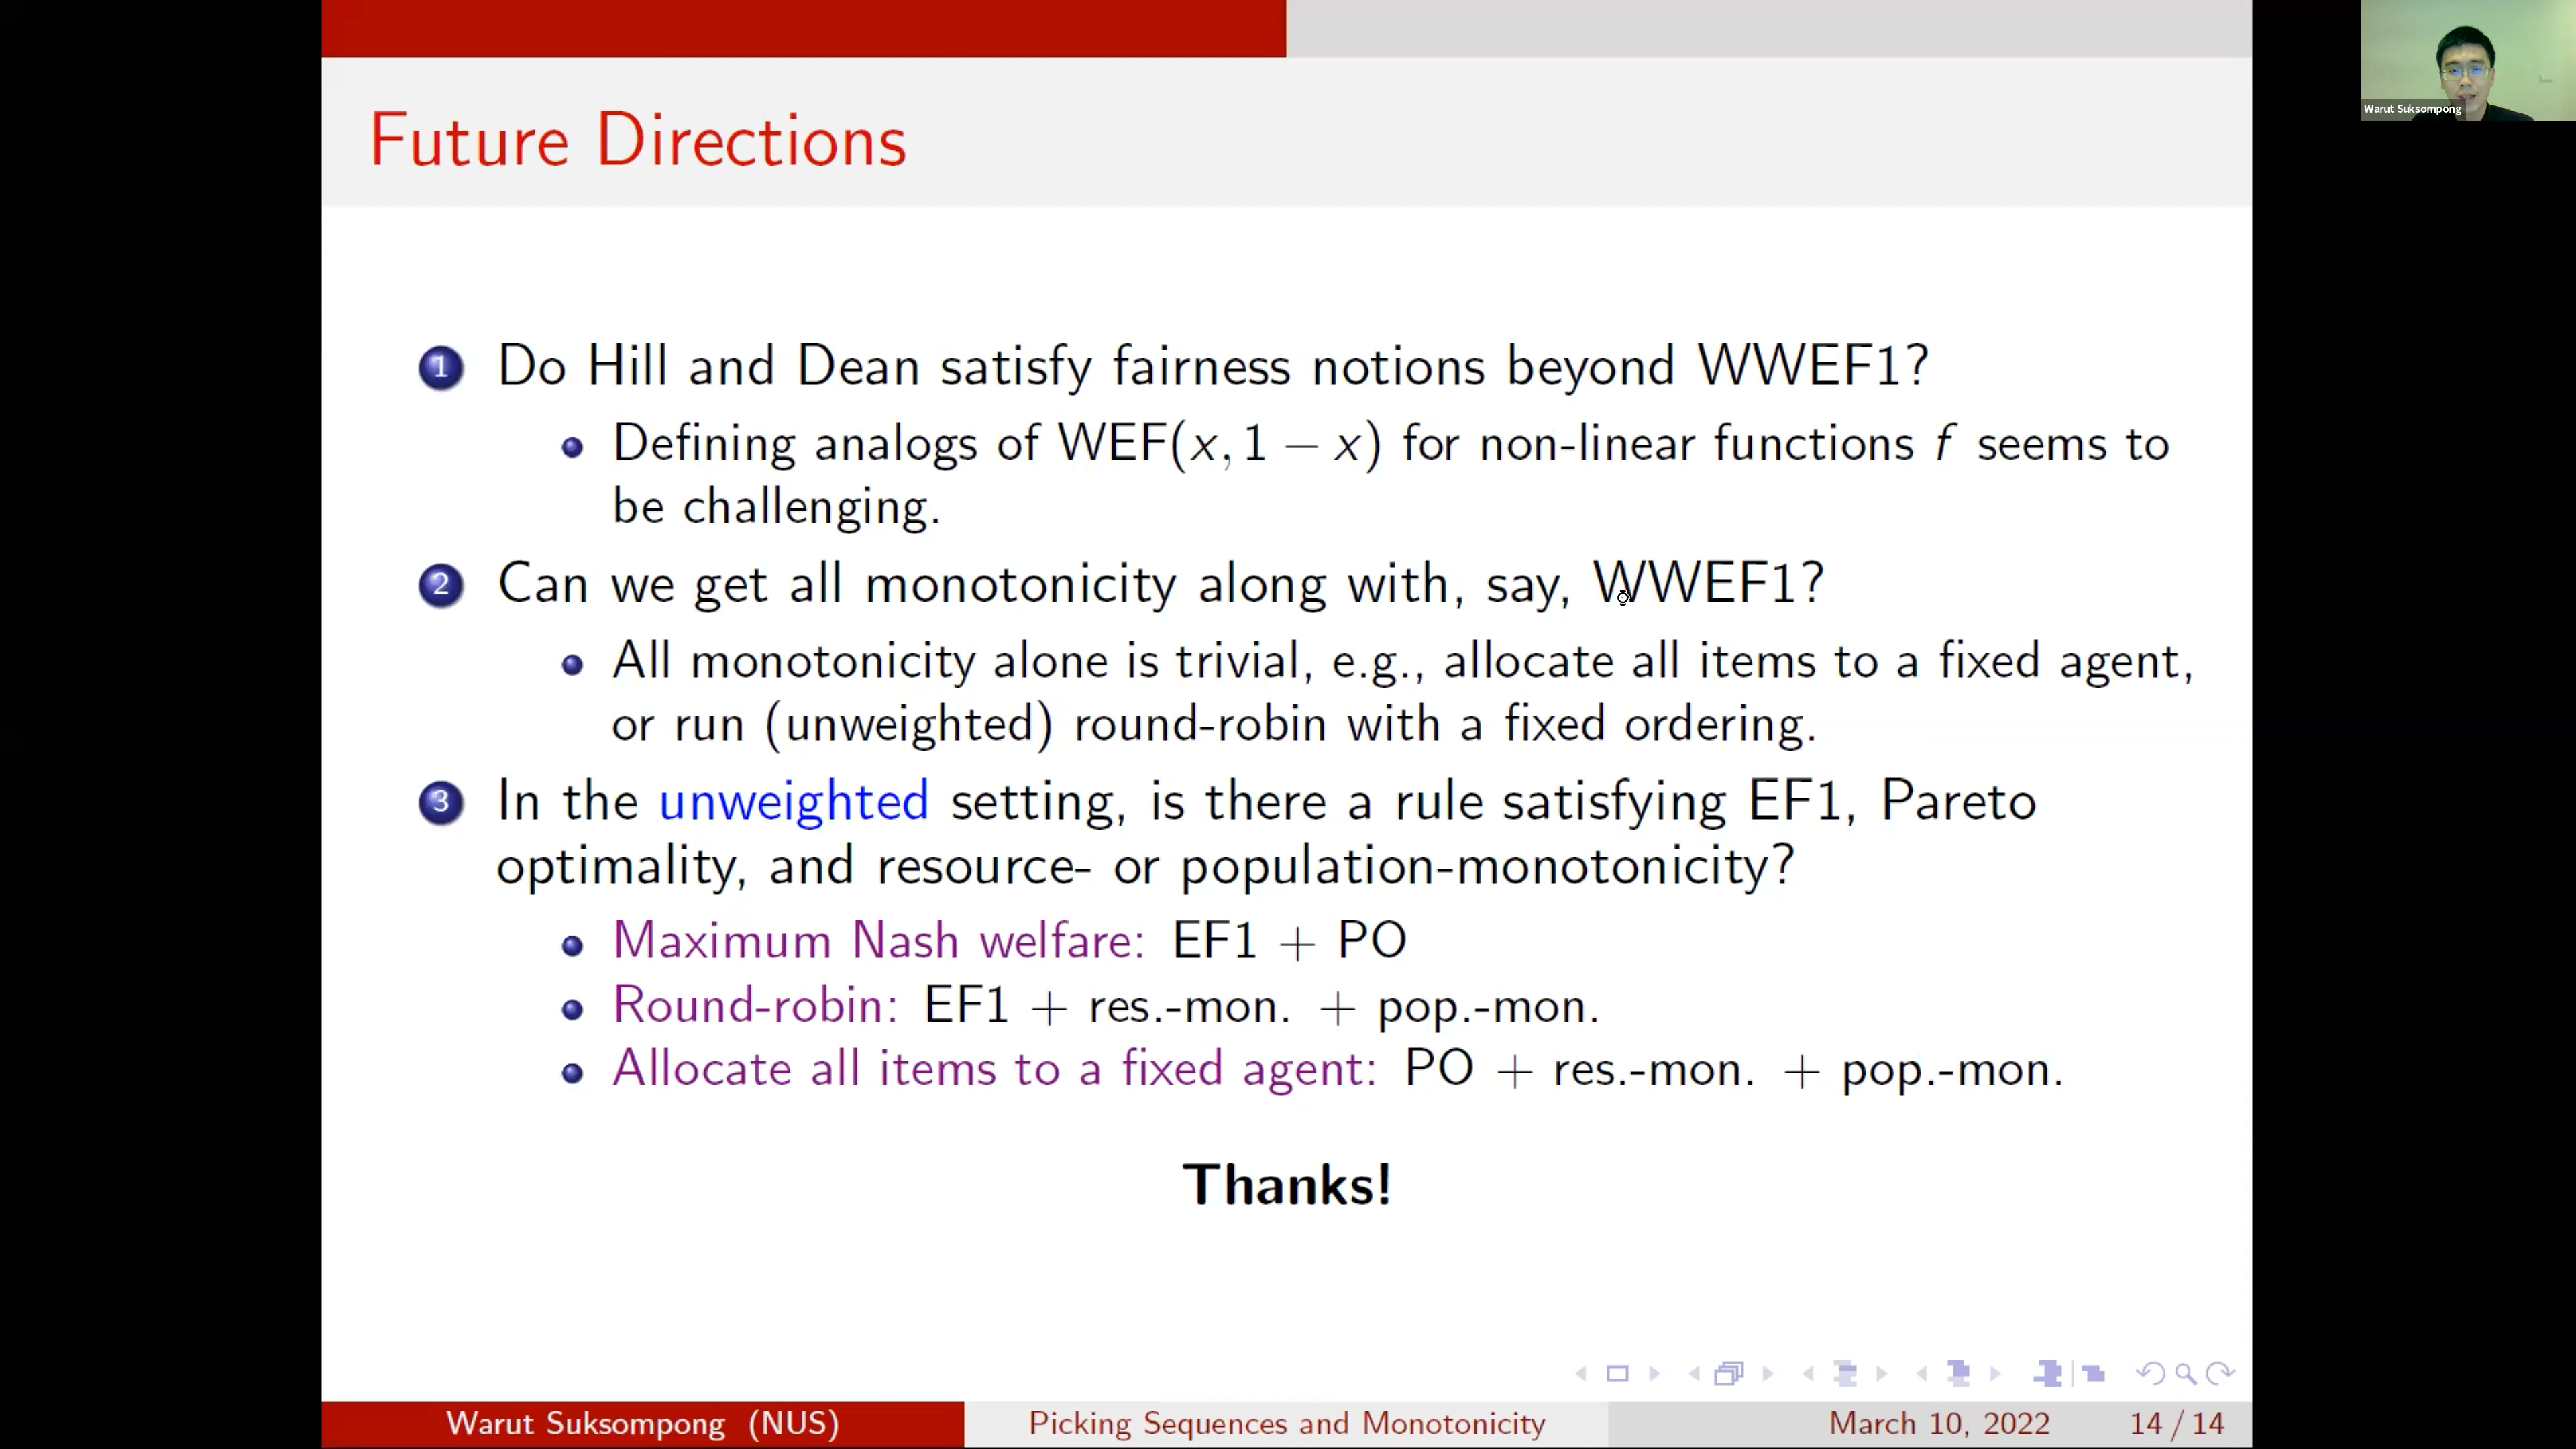 Warut Suksompong
Future Directions
1 Do Hill and Dean satisfy fairness notions beyond WWEF1?
Defining analogs of WEF(x, 1 − x) for non-linear functions f seems to
be challenging.
2 Can we get all monotonicity along with, say, WWEF1?
All monotonicity alone is trivial, e.g., allocate all items to a fixed agent,
or run (unweighted) round-robin with a fixed ordering.
3 In the unweighted setting, is there a rule satisfying EF1, Pareto
optimality, and resource- or population-monotonicity?
Maximum Nash welfare: EF1 + PO
Round-robin: EF1 + res.-mon. + pop.-mon.
Allocate all items to a fixed agent: PO + res.-mon. + pop.-mon.
Thanks!
Warut Suksompong (NUS) Picking Sequences and Monotonicity March 10, 2022 14 / 14